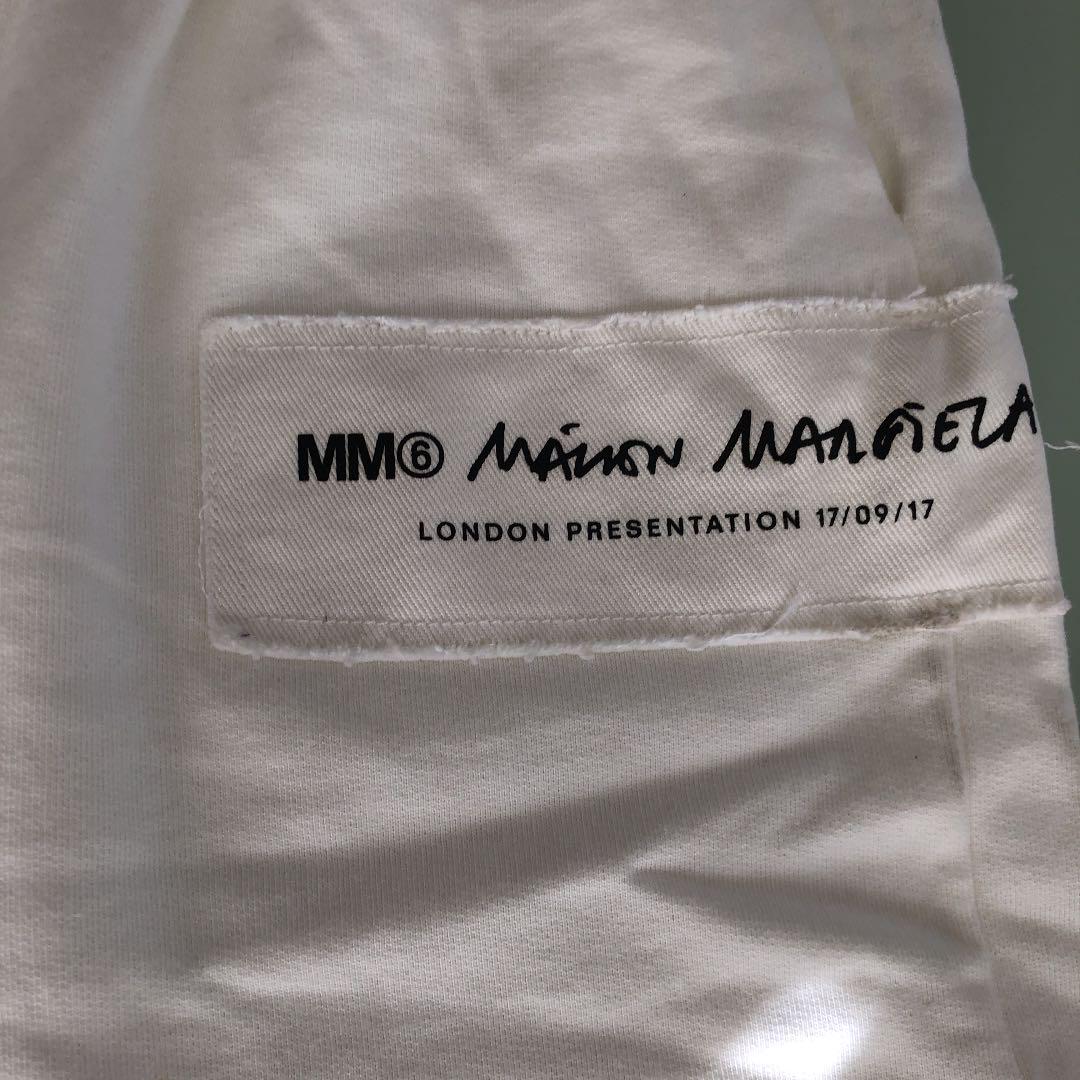 MM⑥ MAison MARGIELA
LONDON PRESENTATION 17/09/17